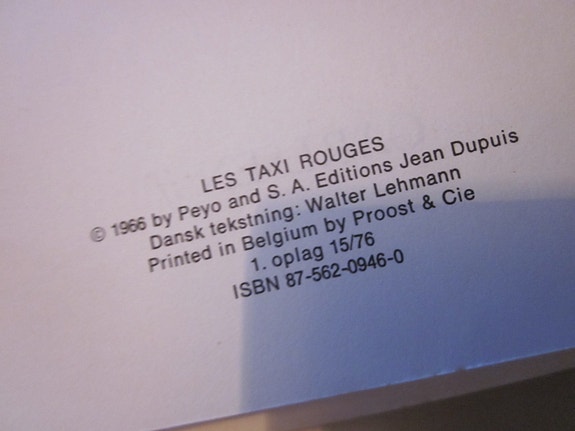 LES TAXI ROUGES
© 1966 by Peyo and S. A. Editions Jean Dupuis
Dansk tekstning: Walter Lehmann
Printed in Belgium by Proost & Cie
1. oplag 15/76
ISBN 87-562-0946-0